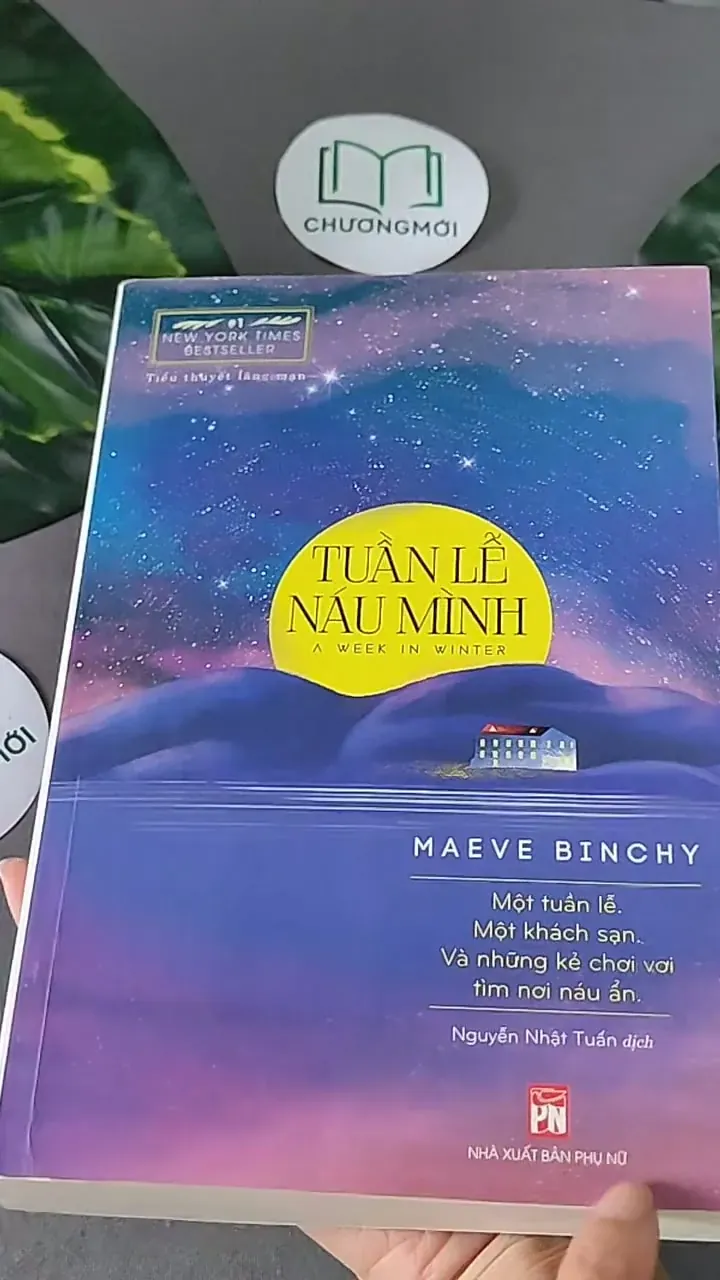 CHƯƠNGMỚI
#1
NEW YORK TIMES
BESTSELLER
Tiểu thuyết lãng mạn
TUẦN LỄ
NÁU MÌNH
A WEEK IN WINTER
ƠI
MAEVE BINCHY
Một tuần lễ.
Một khách sạn.
Và những kẻ chơi vơi
tìm nơi náu ẩn.
Nguyễn Nhật Tuấn dịch
PN
NHÀ XUẤT BẢN PHỤ NỮ